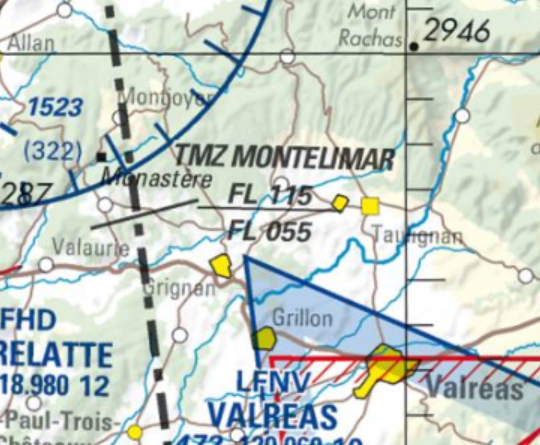 Mont
Rachas
2946
Allan
1523
(322)
Montjoyer
TMZ MONTELIMAR
Monastère
287
FL 115
FL 055
Taulignan
Valaurie
Grignan
FHD
RELATTE
18.980 12
Grillon
LFNV
VALREAS
Valréas
-Paul-Trois-
Châteaux